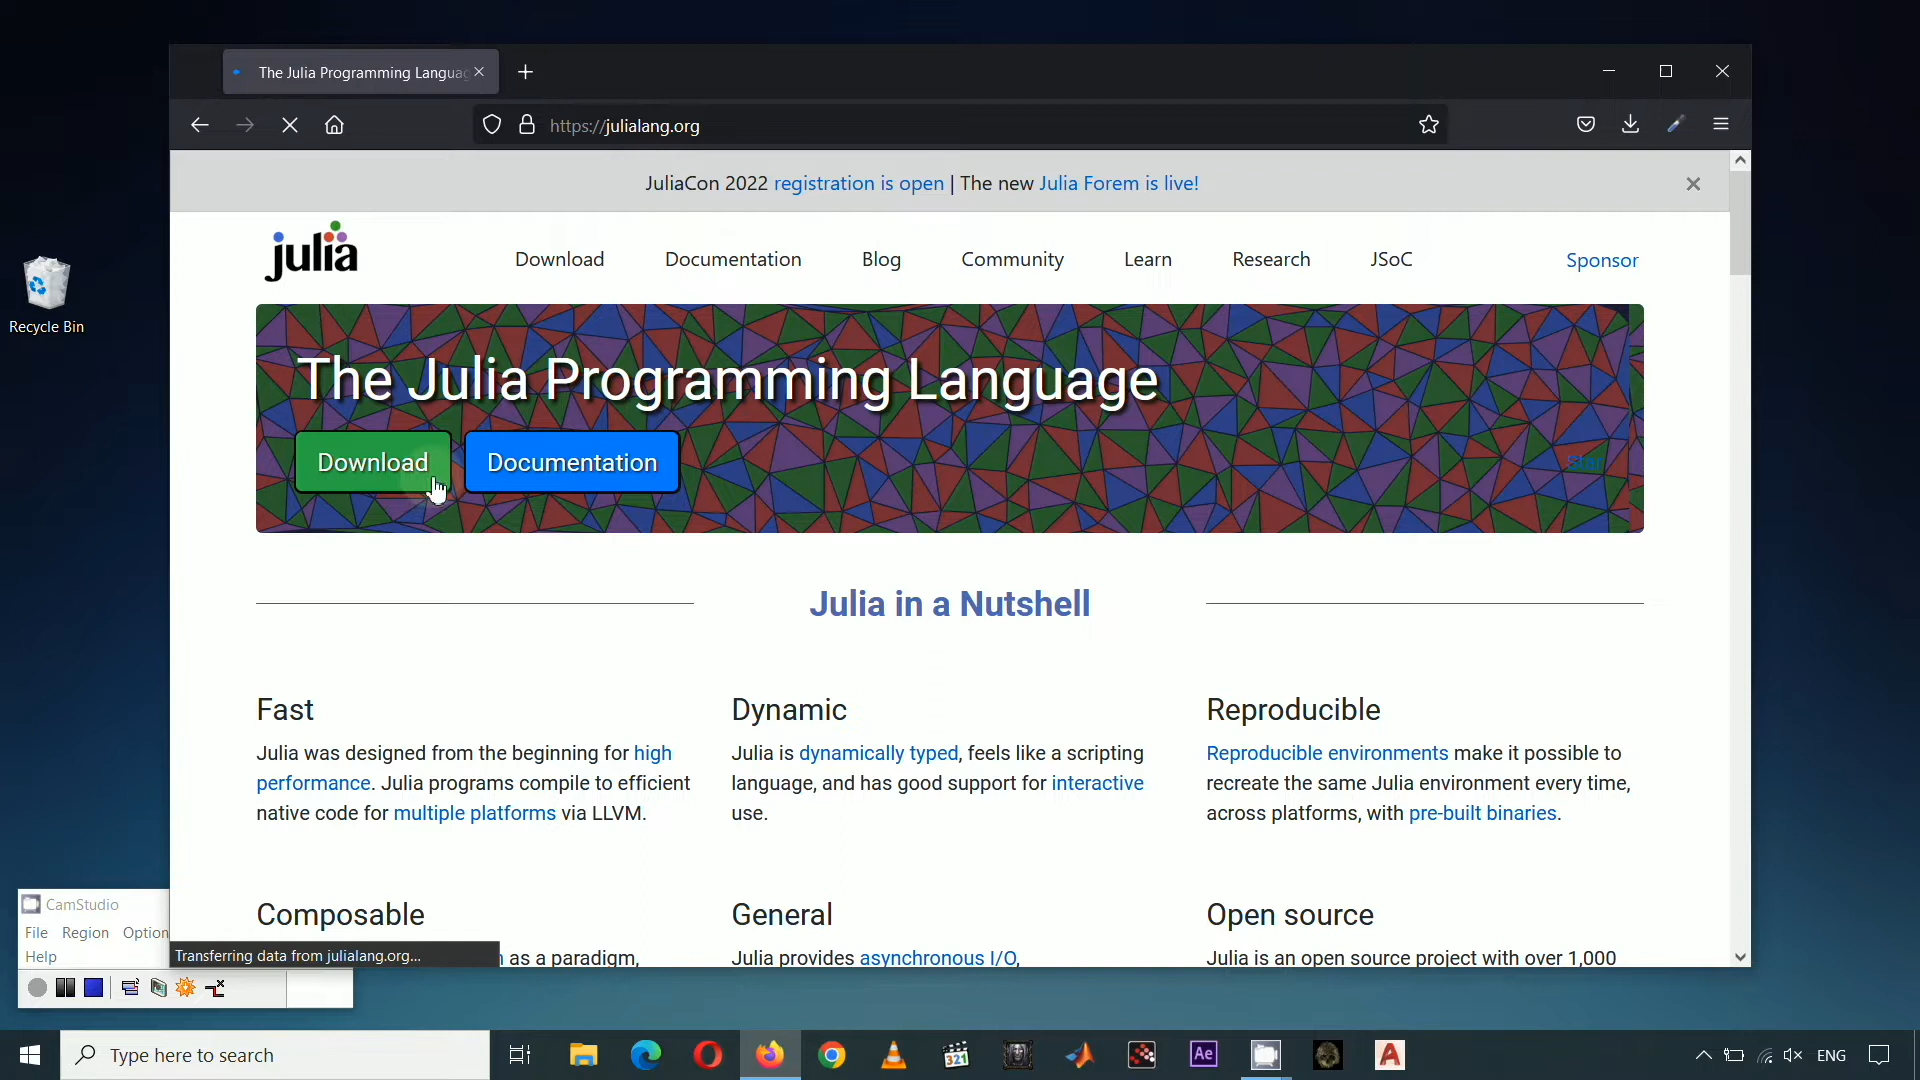 The Julia Programming Languag
https://julialang.org
JuliaCon 2022 registration is open | The new Julia Forem is live!
julia
Download
Documentation
Blog
Community
Learn
Research
JSoC
Sponsor
Recycle Bin
The Julia Programming Language
Download
Documentation
Star
Julia in a Nutshell
Fast
Julia was designed from the beginning for high
performance. Julia programs compile to efficient
native code for multiple platforms via LLVM.
Dynamic
Julia is dynamically typed, feels like a scripting
language, and has good support for interactive
use.
Reproducible
Reproducible environments make it possible to
recreate the same Julia environment every time,
across platforms, with pre-built binaries.
Composable
as a paradigm,
General
Julia provides asynchronous I/O,
Open source
Julia is an open source project with over 1,000
CamStudio
File Region Option
Help
Transferring data from julialang.org...
Type here to search
321
Ae
A
ENG